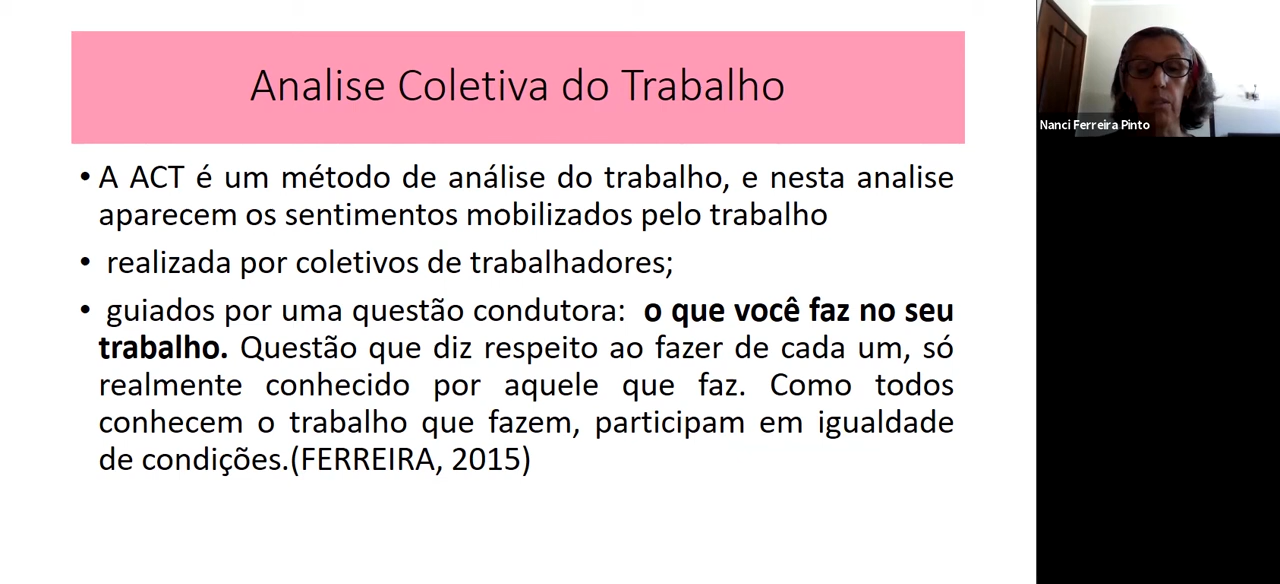 Analise Coletiva do Trabalho
• A ACT é um método de análise do trabalho, e nesta analise
aparecem os sentimentos mobilizados pelo trabalho
• realizada por coletivos de trabalhadores;
• guiados por uma questão condutora: o que você faz no seu
trabalho. Questão que diz respeito ao fazer de cada um, só
realmente conhecido por aquele que faz. Como todos
conhecem o trabalho que fazem, participam em igualdade
de condições.(FERREIRA, 2015)
Nanci Ferreira Pinto